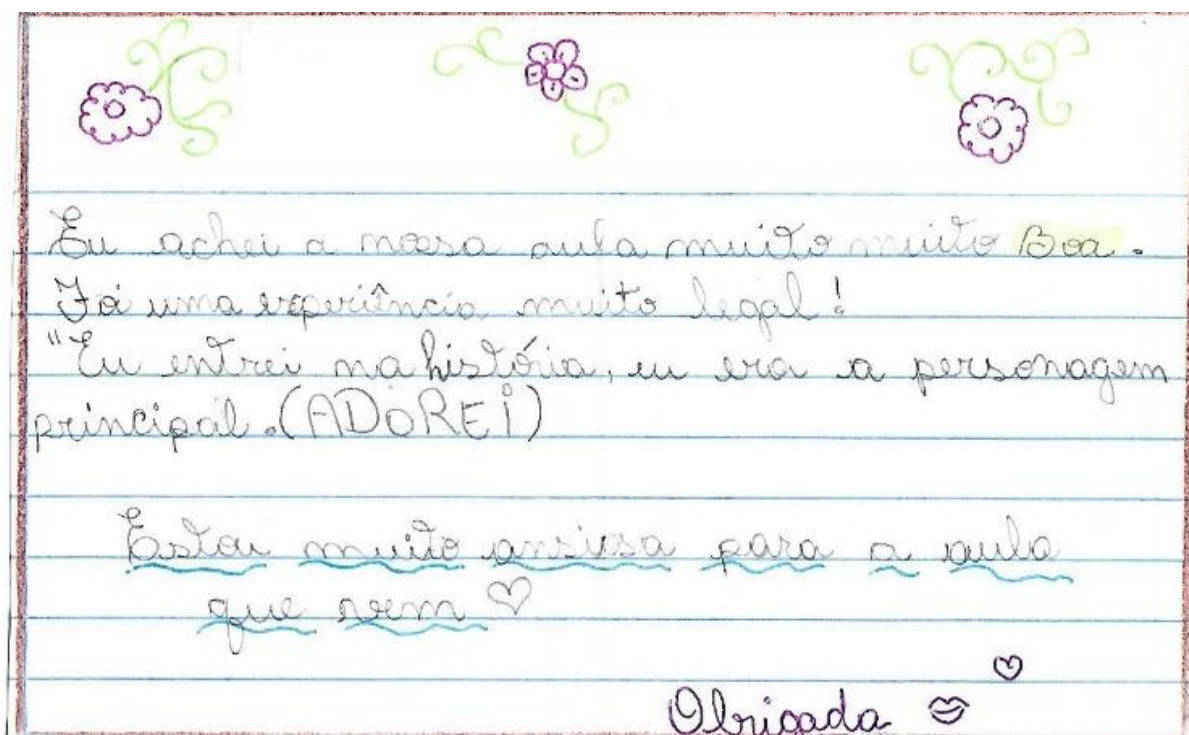 Eu achei a nossa aula muito muito Boa.
Foi uma experiência muito legal!
"Eu entrei na história, eu era a personagem
principal. (ADOREI)
Estou muito ansiosa para a aula
que vem ♡
Obrigada